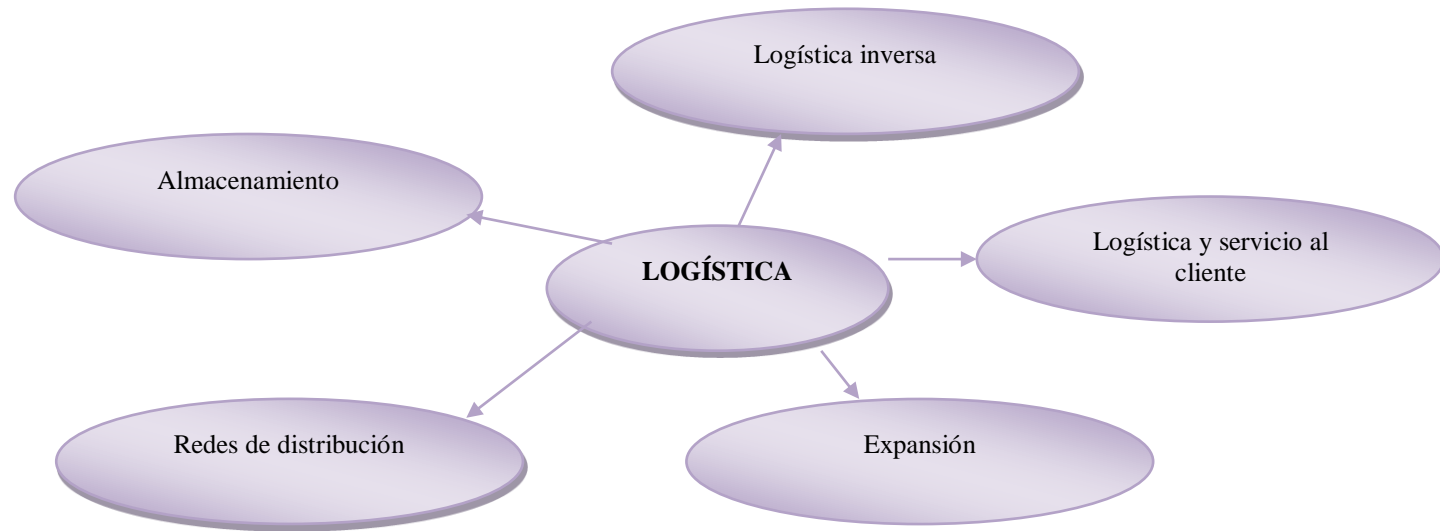 Logística inversa
Almacenamiento
Logística y servicio al
cliente
LOGÍSTICA
Redes de distribución
Expansión